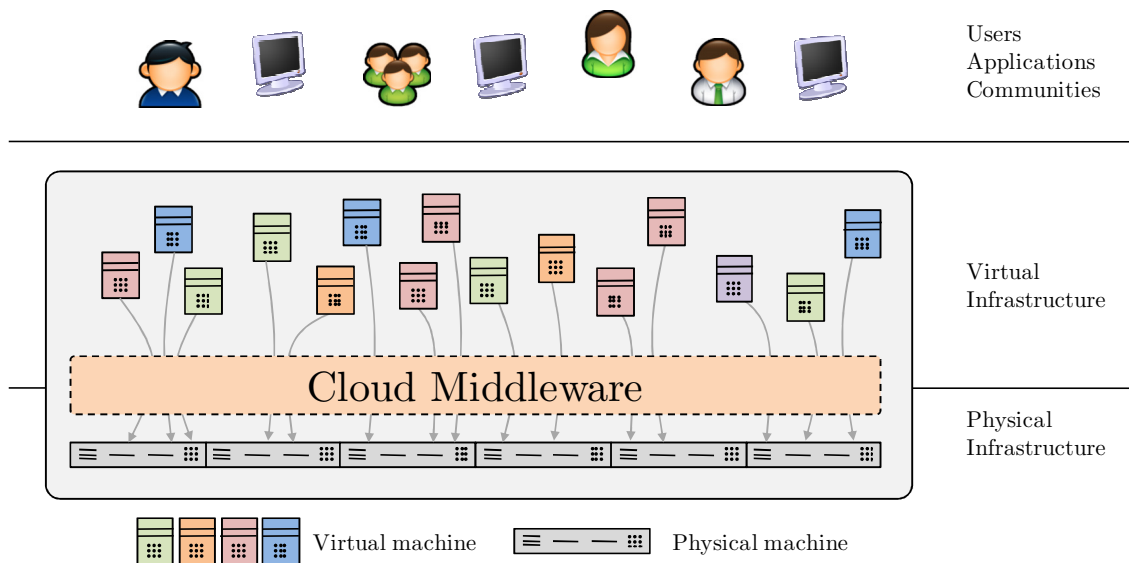 Users
Applications
Communities
Virtual
Infrastructure
Cloud Middleware
Physical
Infrastructure
Virtual machine
Physical machine